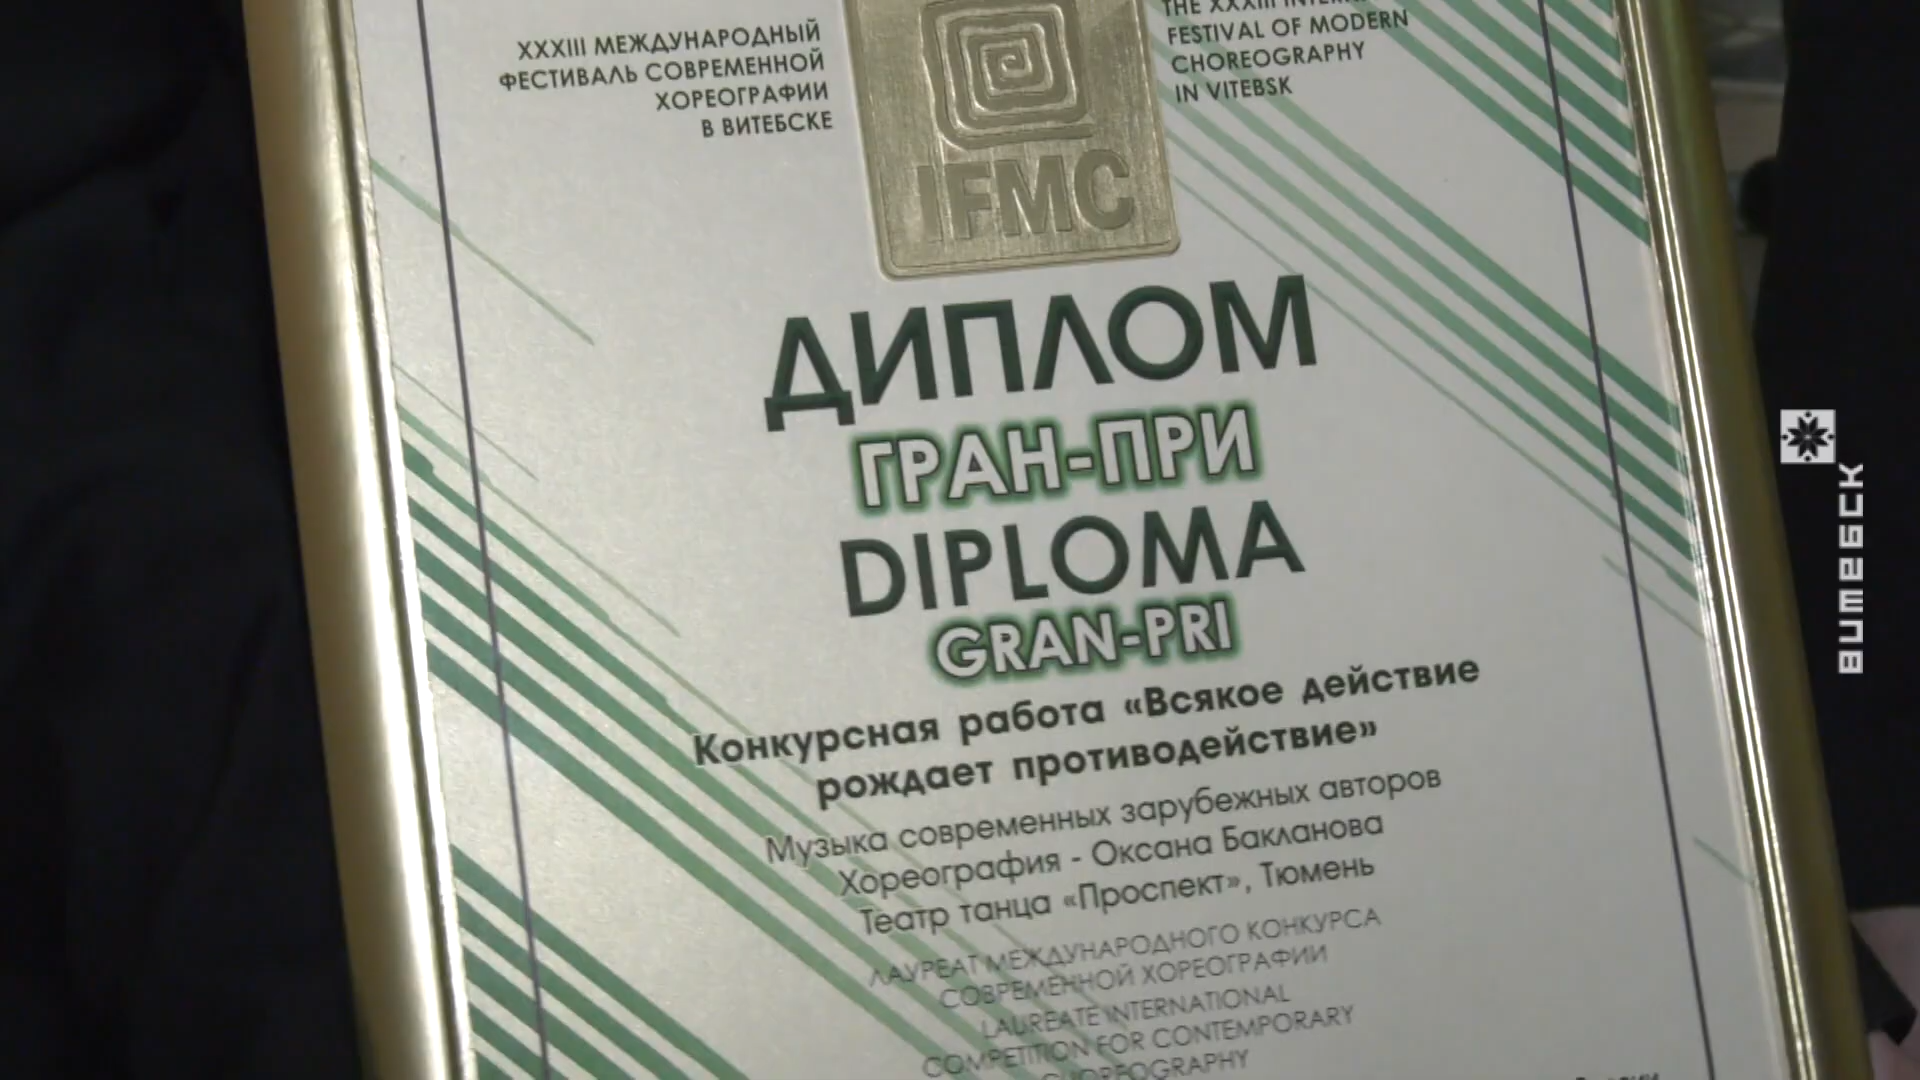 XXXIII МЕЖДУНАРОДНЫЙ
ФЕСТИВАЛЬ СОВРЕМЕННОЙ
ХОРЕОГРАФИИ
В ВИТЕБСКЕ
THE XXXIII
FESTIVAL OF MODERN
CHOREOGRAPHY
IN VITEBSK
IFMC
ДИПЛОМ
ГРАН-ПРИ
DIPLOMA
GRAN-PRI
Конкурсная работа «Всякое действие
рождает противодействие»
Музыка современных зарубежных авторов
Хореография - Оксана Бакланова
Театр танца «Проспект», Тюмень
ЛАУРЕАТ МЕЖДУНАРОДНОГО КОНКУРСА
СОВРЕМЕННОЙ ХОРЕОГРАФИИ
LAUREATE INTERNATIONAL
COMPETITION FOR CONTEMPORARY
CHOREOGRAPHY
витебск